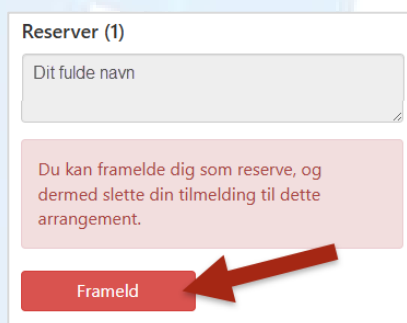 Reserver (1)
Dit fulde navn
Du kan framelde dig som reserve, og
dermed slette din tilmelding til dette
arrangement.
Frameld